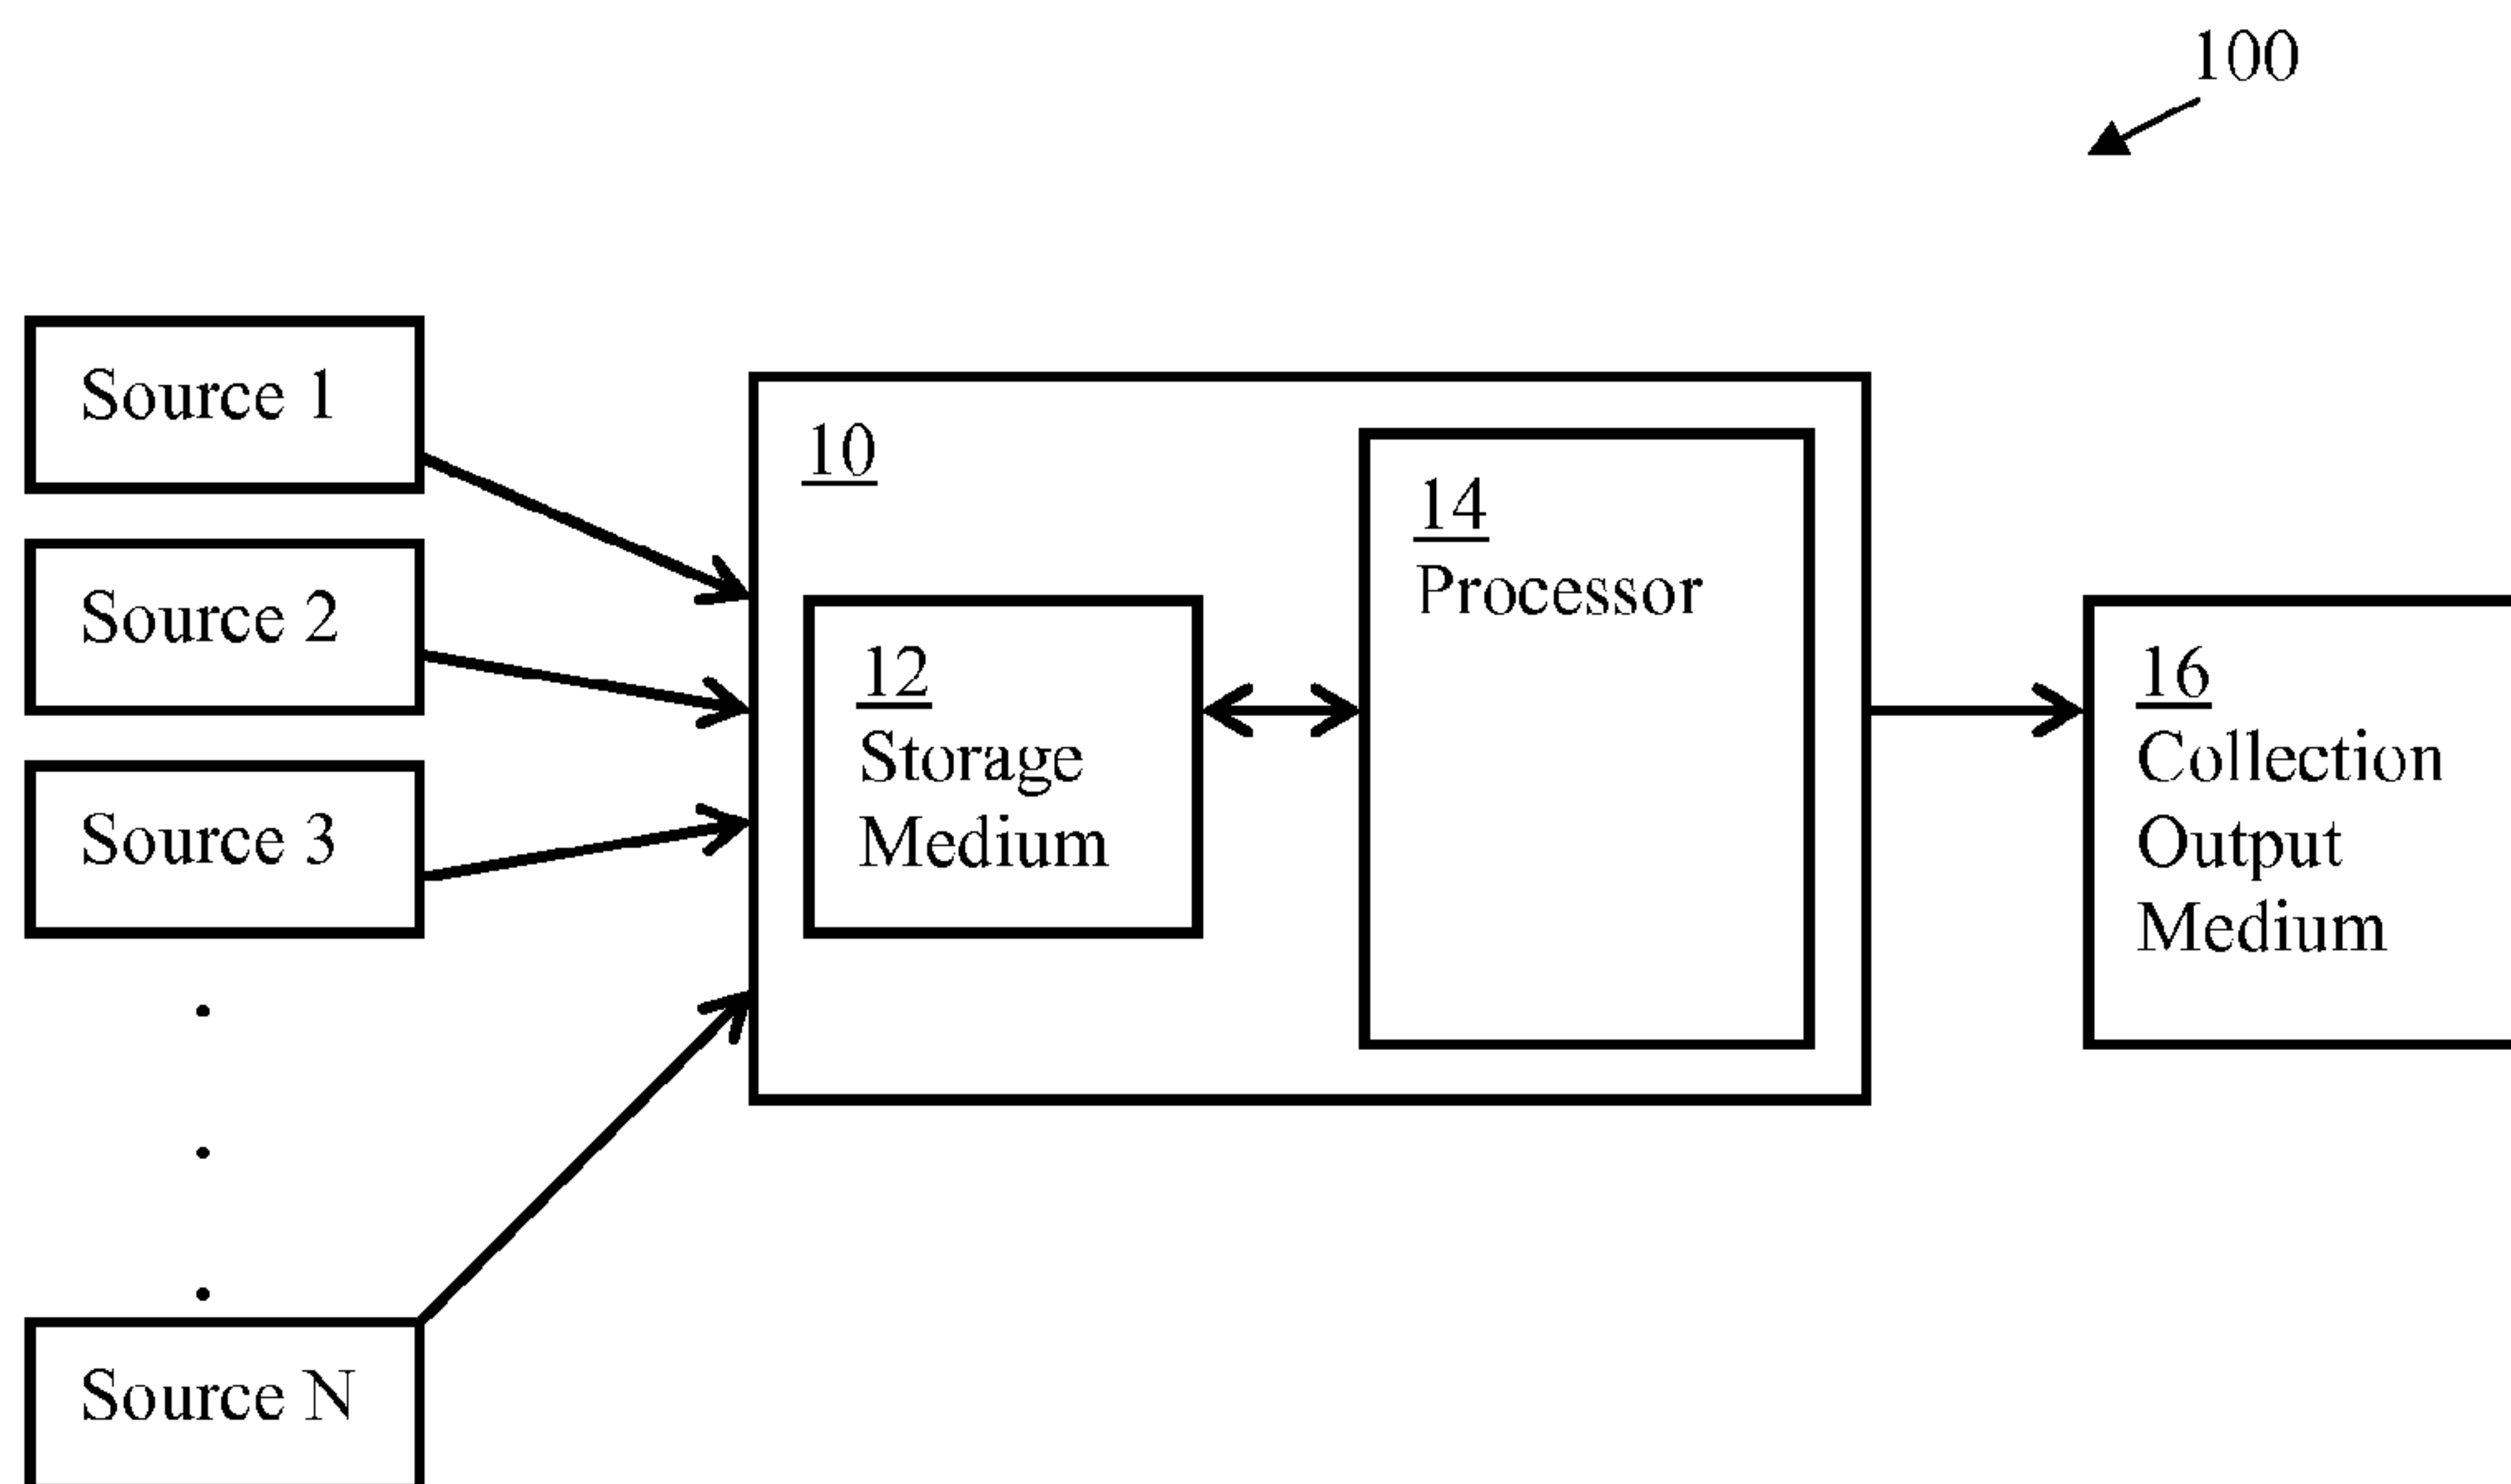 100
Source 1
Source 2
Source 3
Source N
10
12
Storage
Medium
14
Processor
16
Collection
Output
Medium